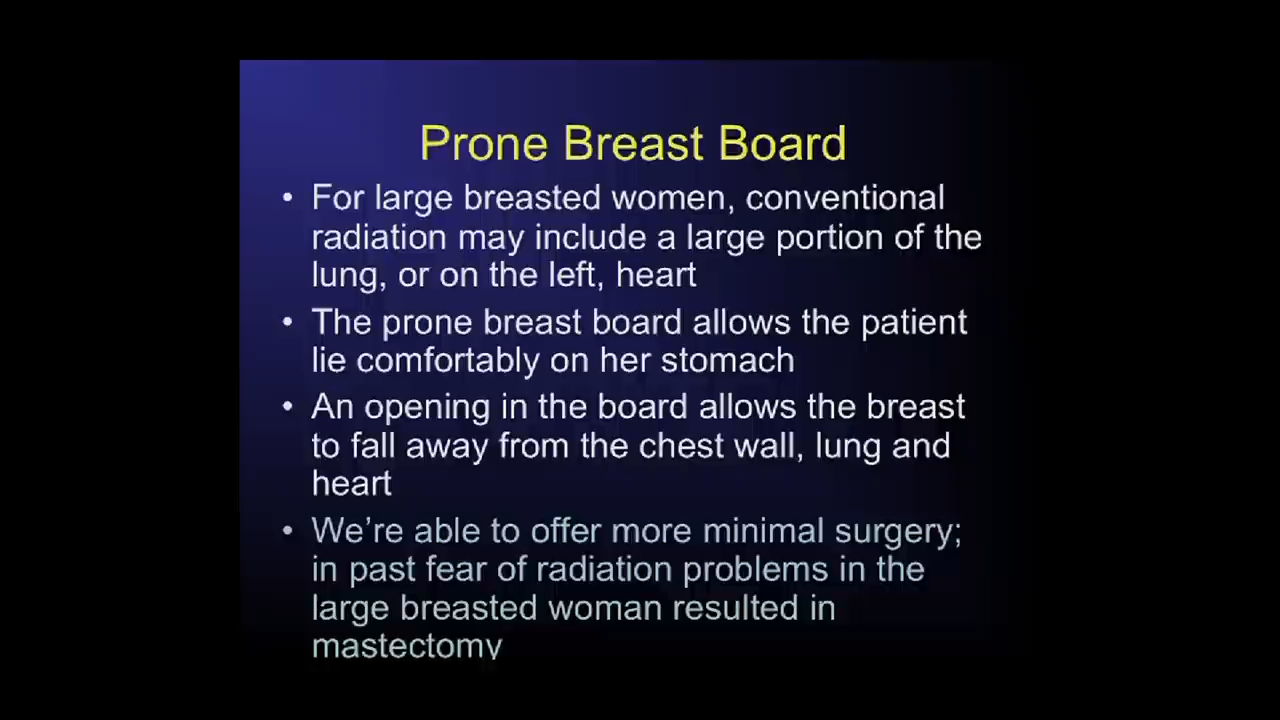 Prone Breast Board
• For large breasted women, conventional
radiation may include a large portion of the
lung, or on the left, heart
• The prone breast board allows the patient
lie comfortably on her stomach
• An opening in the board allows the breast
to fall away from the chest wall, lung and
heart
• We’re able to offer more minimal surgery;
in past fear of radiation problems in the
large breasted woman resulted in
mastectomy